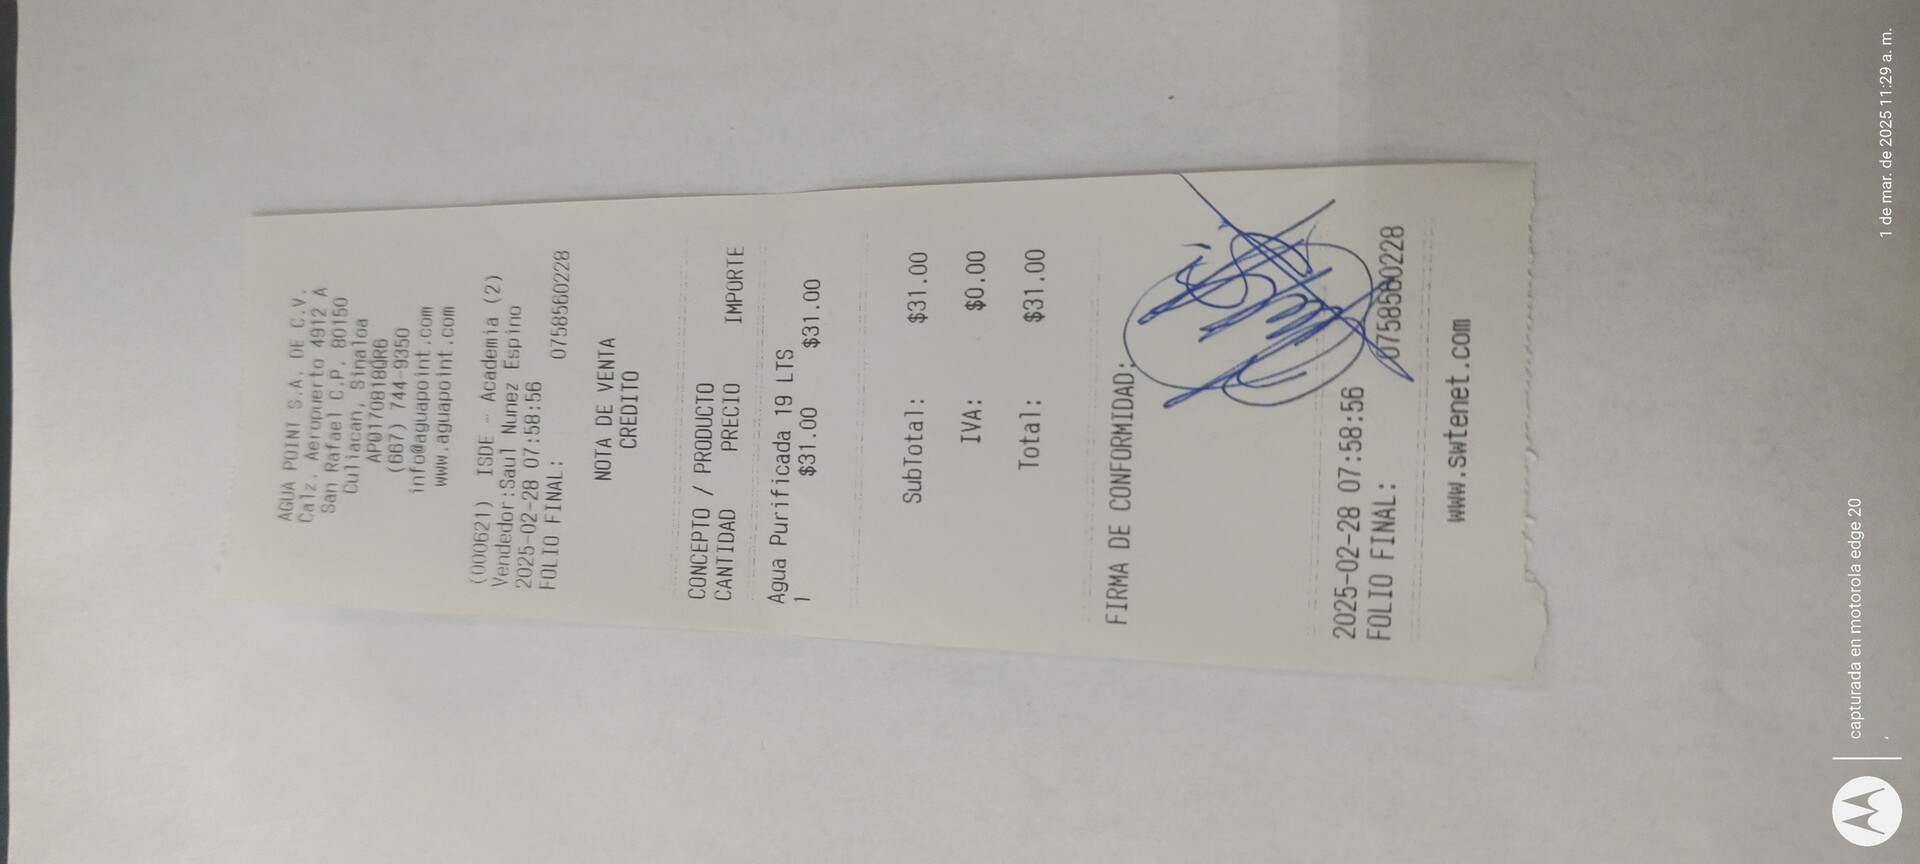 AGUA POINT S.A. DE C.V.
Calz. Aeropuerto 4912 A
San Rafael C.P. 80150
Culiacan, Sinaloa
APO170818QR6
(667) 744-9350
info@aguapoint.com
www.aguapoint.com
(000621) ISDE - Academia (2)
Vendedor:Saul Nunez Espino
2025-02-28 07:58:56
FOLIO FINAL: 0758560228
NOTA DE VENTA
CREDITO
CONCEPTO / PRODUCTO
CANTIDAD PRECIO IMPORTE
Agua Purificada 19 LTS
1 $31.00 $31.00
SubTotal: $31.00
IVA: $0.00
Total: $31.00
FIRMA DE CONFORMIDAD:
2025-02-28 07:58:56
FOLIO FINAL: 0758560228
www.swtenet.com
capturada en motorola edge 20
1 de mar. de 2025 11:29 a. m.